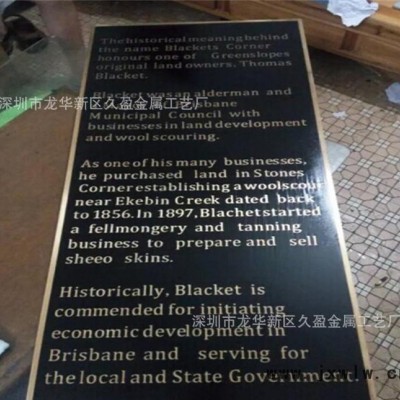 The historical meaning behind
the name Blackets Corner
honours one of Greenslopes
original land owners, Thomas
Blacket.
Blacket was an alderman and
深圳市龙华新区久盈金属工艺厂
Brisbane
Municipal Council with
businesses in land development
and wool scouring.
As one of his many businesses,
he purchased land in Stones
Corner establishing a woolscour
near Ekebin Creek dated back
to 1856. In 1897, Blachet started
a fellmongery and tanning
business to prepare and sell
sheeo skins.
Historically, Blacket is
commended for initiating
深圳市龙华新区久盈金属工艺厂
economic development in
Brisbane and serving for
the local and State Government.